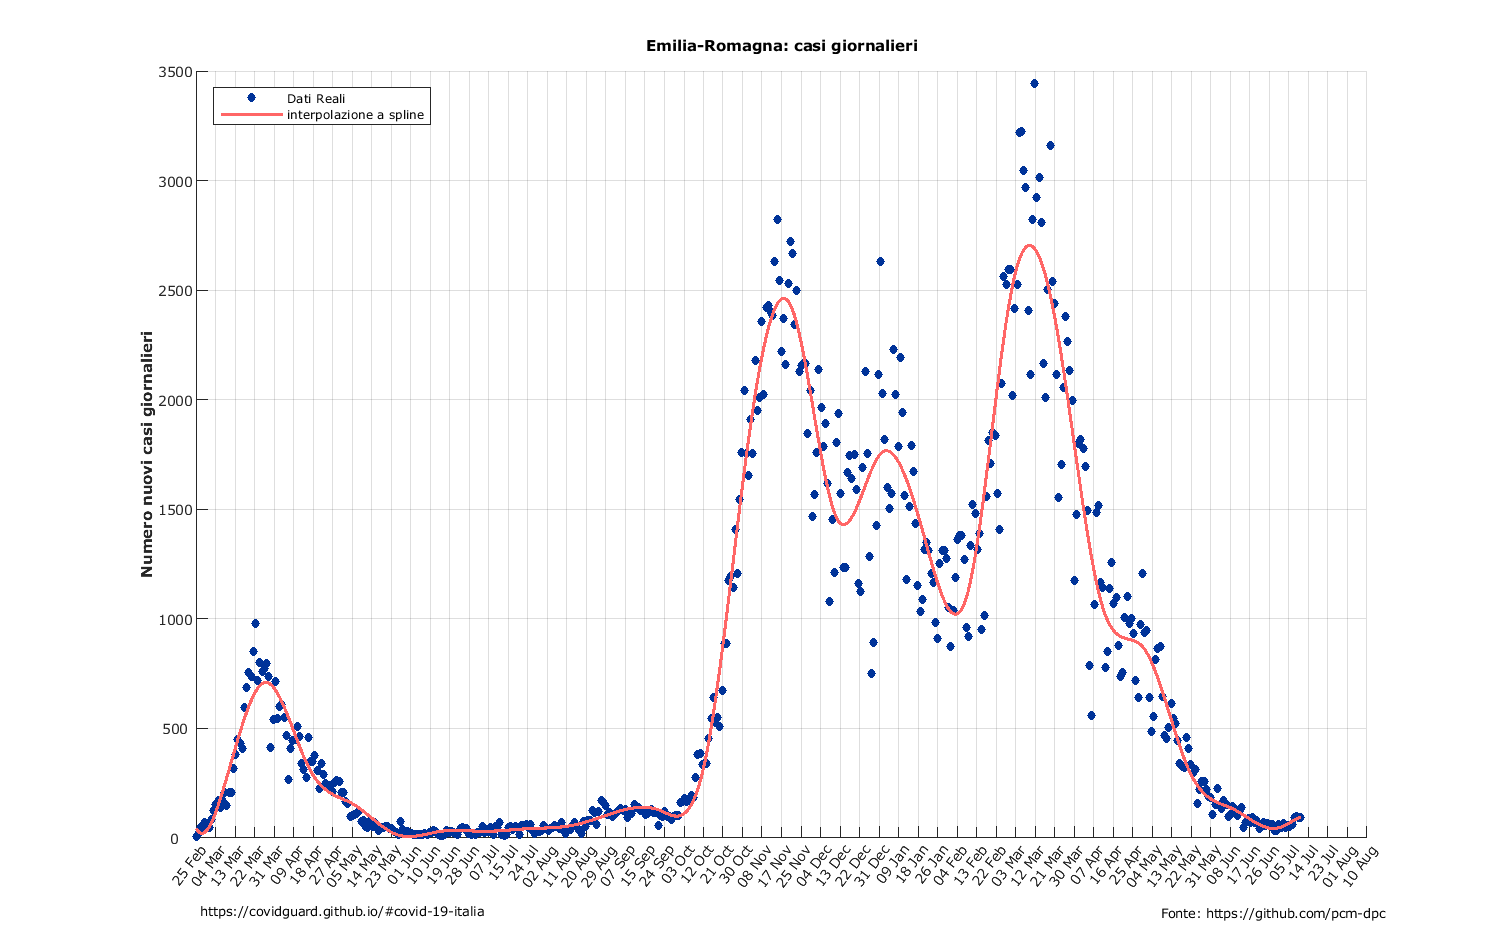 Emilia-Romagna: casi giornalieri
Dati Reali
interpolazione a spline
Numero nuovi casi giornalieri
3500
3000
2500
2000
1500
1000
500
0
25 Feb
04 Mar
13 Mar
22 Mar
31 Mar
09 Apr
18 Apr
27 Apr
05 May
14 May
23 May
01 Jun
10 Jun
19 Jun
28 Jun
07 Jul
15 Jul
24 Jul
02 Aug
11 Aug
20 Aug
29 Aug
07 Sep
15 Sep
24 Sep
03 Oct
12 Oct
21 Oct
30 Oct
08 Nov
17 Nov
25 Nov
04 Dec
13 Dec
22 Dec
31 Dec
09 Jan
18 Jan
26 Jan
04 Feb
13 Feb
22 Feb
03 Mar
12 Mar
21 Mar
30 Mar
07 Apr
16 Apr
25 Apr
04 May
13 May
22 May
31 May
08 Jun
17 Jun
26 Jun
05 Jul
14 Jul
23 Jul
01 Aug
10 Aug
https://covidguard.github.io/#covid-19-italia
Fonte: https://github.com/pcm-dpc